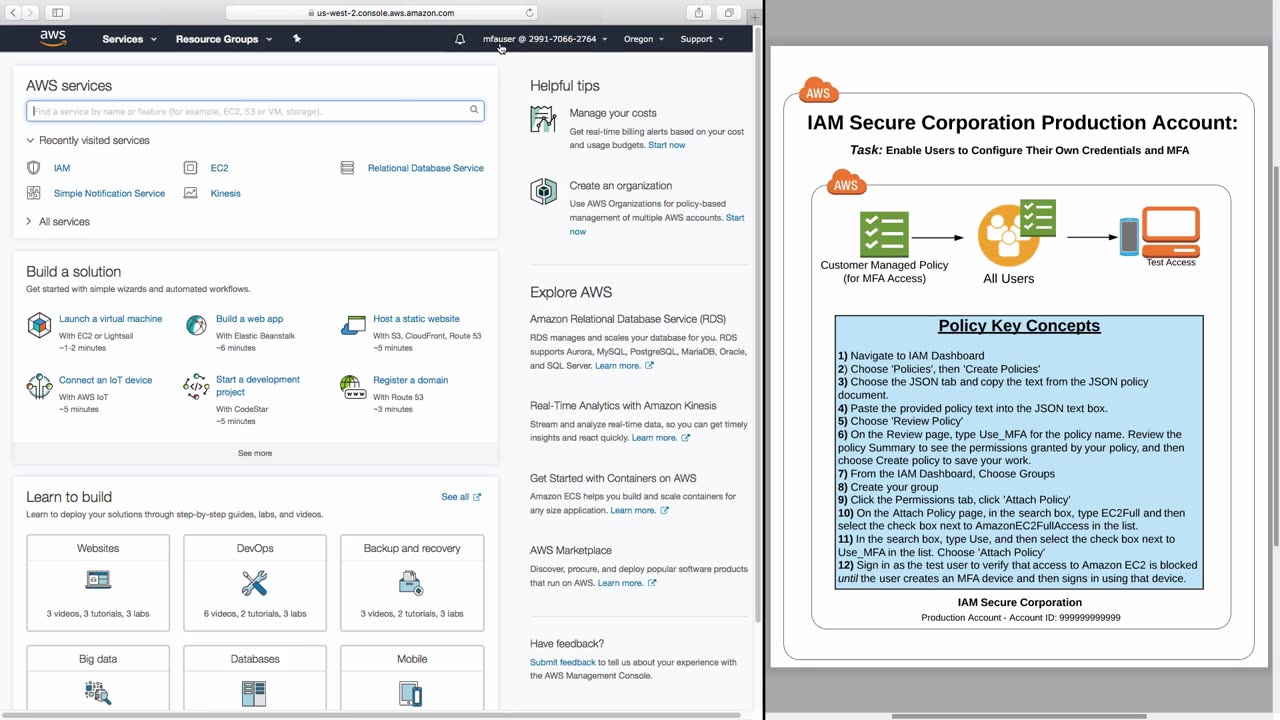 us-west-2.console.aws.amazon.com
aws
Services
Resource Groups
mfauser @ 2991-7066-2764
Oregon
Support
AWS services
Find a service by name or feature (for example, EC2, S3 or VM, storage).
Recently visited services
IAM
EC2
Relational Database Service
Simple Notification Service
Kinesis
All services
Build a solution
Get started with simple wizards and automated workflows.
Launch a virtual machine
With EC2 or Lightsail
~1-2 minutes
Build a web app
With Elastic Beanstalk
~6 minutes
Host a static website
With S3, CloudFront, Route 53
~5 minutes
Connect an IoT device
With AWS IoT
~5 minutes
Start a development
project
With CodeStar
~5 minutes
Register a domain
With Route 53
~3 minutes
See more
Learn to build
See all
Learn to deploy your solutions through step-by-step guides, labs, and videos.
Websites
3 videos, 3 tutorials, 3 labs
DevOps
6 videos, 2 tutorials, 3 labs
Backup and recovery
3 videos, 2 tutorials, 3 labs
Big data
Databases
Mobile
Helpful tips
Manage your costs
Get real-time billing alerts based on your cost
and usage budgets. Start now
Create an organization
Use AWS Organizations for policy-based
management of multiple AWS accounts. Start
now
Explore AWS
Amazon Relational Database Service (RDS)
RDS manages and scales your database for you. RDS
supports Aurora, MySQL, PostgreSQL, MariaDB, Oracle,
and SQL Server. Learn more.
Real-Time Analytics with Amazon Kinesis
Stream and analyze real-time data, so you can get timely
insights and react quickly. Learn more.
Get Started with Containers on AWS
Amazon ECS helps you build and scale containers for
any size application. Learn more.
AWS Marketplace
Discover, procure, and deploy popular software products
that run on AWS. Learn more.
Have feedback?
Submit feedback to tell us about your experience with
the AWS Management Console.
AWS
IAM Secure Corporation Production Account:
Task: Enable Users to Configure Their Own Credentials and MFA
AWS
Customer Managed Policy
(for MFA Access)
All Users
Test Access
Policy Key Concepts
1) Navigate to IAM Dashboard
2) Choose 'Policies', then 'Create Policies'
3) Choose the JSON tab and copy the text from the JSON policy
document.
4) Paste the provided policy text into the JSON text box.
5) Choose 'Review Policy'
6) On the Review page, type Use_MFA for the policy name. Review the
policy Summary to see the permissions granted by your policy, and then
choose Create policy to save your work.
7) From the IAM Dashboard, Choose Groups
8) Create your group
9) Click the Permissions tab, click 'Attach Policy'
10) On the Attach Policy page, in the search box, type EC2Full and then
select the check box next to AmazonEC2FullAccess in the list.
11) In the search box, type Use, and then select the check box next to
Use_MFA in the list. Choose 'Attach Policy'
12) Sign in as the test user to verify that access to Amazon EC2 is blocked
until the user creates an MFA device and then signs in using that device.
IAM Secure Corporation
Production Account - Account ID: 999999999999